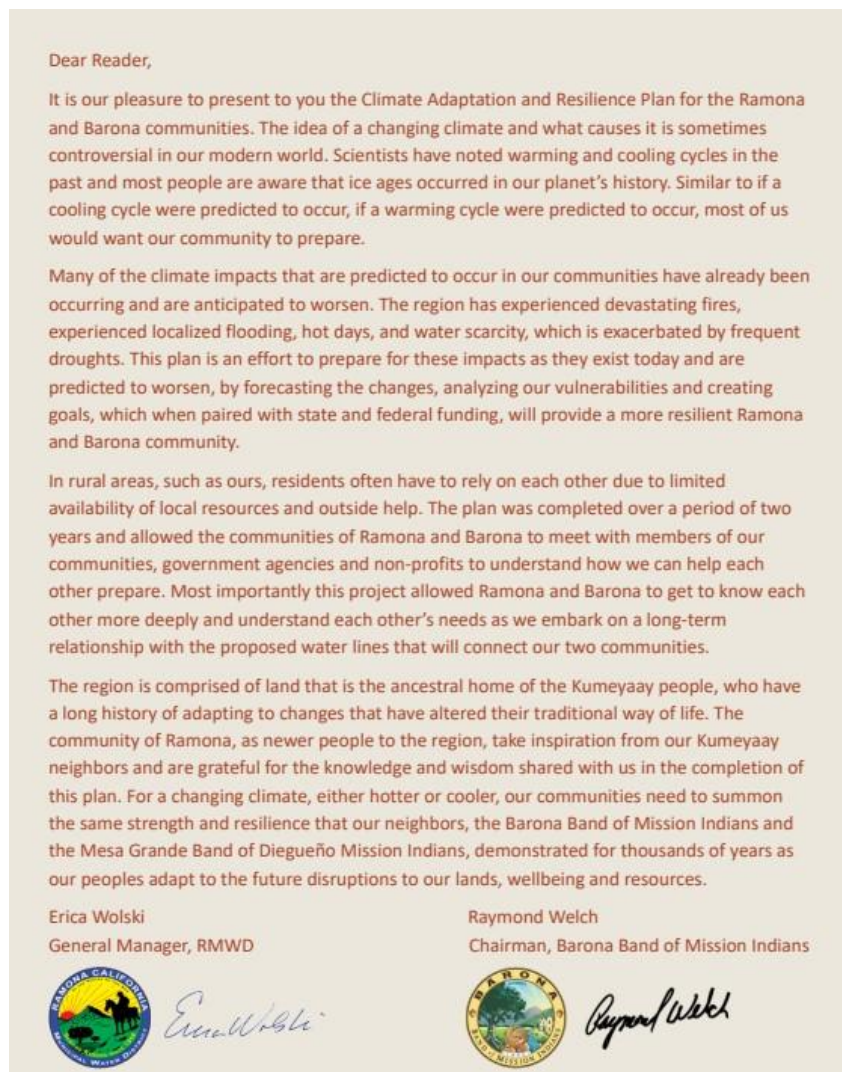 Dear Reader,
It is our pleasure to present to you the Climate Adaptation and Resilience Plan for the Ramona
and Barona communities. The idea of a changing climate and what causes it is sometimes
controversial in our modern world. Scientists have noted warming and cooling cycles in the
past and most people are aware that ice ages occurred in our planet's history. Similar to if a
cooling cycle were predicted to occur, if a warming cycle were predicted to occur, most of us
would want our community to prepare.
Many of the climate impacts that are predicted to occur in our communities have already been
occurring and are anticipated to worsen. The region has experienced devastating fires,
experienced localized flooding, hot days, and water scarcity, which is exacerbated by frequent
droughts. This plan is an effort to prepare for these impacts as they exist today and are
predicted to worsen, by forecasting the changes, analyzing our vulnerabilities and creating
goals, which when paired with state and federal funding, will provide a more resilient Ramona
and Barona community.
In rural areas, such as ours, residents often have to rely on each other due to limited
availability of local resources and outside help. The plan was completed over a period of two
years and allowed the communities of Ramona and Barona to meet with members of our
communities, government agencies and non-profits to understand how we can help each
other prepare. Most importantly this project allowed Ramona and Barona to get to know each
other more deeply and understand each other's needs as we embark on a long-term
relationship with the proposed water lines that will connect our two communities.
The region is comprised of land that is the ancestral home of the Kumeyaay people, who have
a long history of adapting to changes that have altered their traditional way of life. The
community of Ramona, as newer people to the region, take inspiration from our Kumeyaay
neighbors and are grateful for the knowledge and wisdom shared with us in the completion of
this plan. For a changing climate, either hotter or cooler, our communities need to summon
the same strength and resilience that our neighbors, the Barona Band of Mission Indians and
the Mesa Grande Band of Diegueño Mission Indians, demonstrated for thousands of years as
our peoples adapt to the future disruptions to our lands, wellbeing and resources.
Erica Wolski
General Manager, RMWD
Raymond Welch
Chairman, Barona Band of Mission Indians
RAMONA CALIFORNIA
MUNICIPAL WATER DISTRICT
Erica Wolski
BARONA
BAND of MISSION INDIANS
Raymond Welch